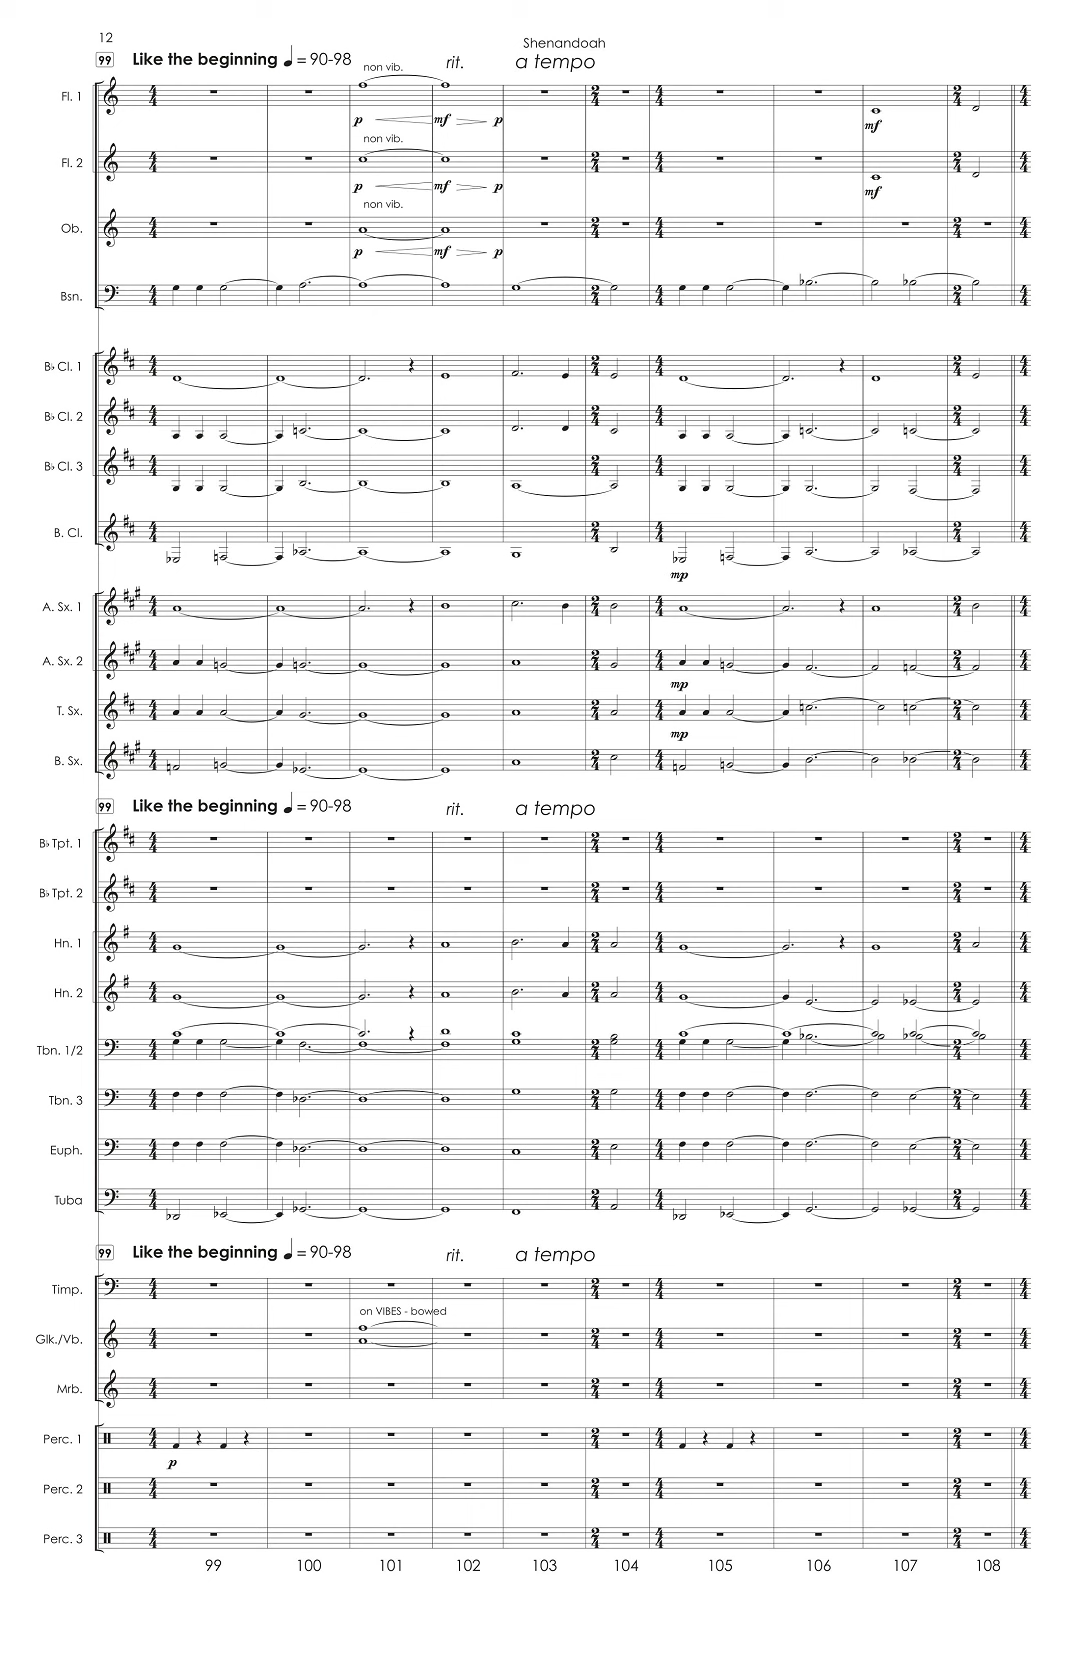 12
Shenandoah
99 Like the beginning ♩ = 90-98 rit. a tempo
non vib.
Fl. 1
p mf p mf
non vib.
Fl. 2
p mf p mf
non vib.
Ob.
p mf p
Bsn.
B♭ Cl. 1
B♭ Cl. 2
B♭ Cl. 3
B. Cl.
mp
A. Sx. 1
A. Sx. 2
mp
T. Sx.
mp
B. Sx.
99 Like the beginning ♩ = 90-98 rit. a tempo
B♭ Tpt. 1
B♭ Tpt. 2
Hn. 1
Hn. 2
Tbn. 1/2
Tbn. 3
Euph.
Tuba
99 Like the beginning ♩ = 90-98 rit. a tempo
Timp.
on VIBES - bowed
Glk./Vb.
Mrb.
Perc. 1
p
Perc. 2
Perc. 3
99 100 101 102 103 104 105 106 107 108